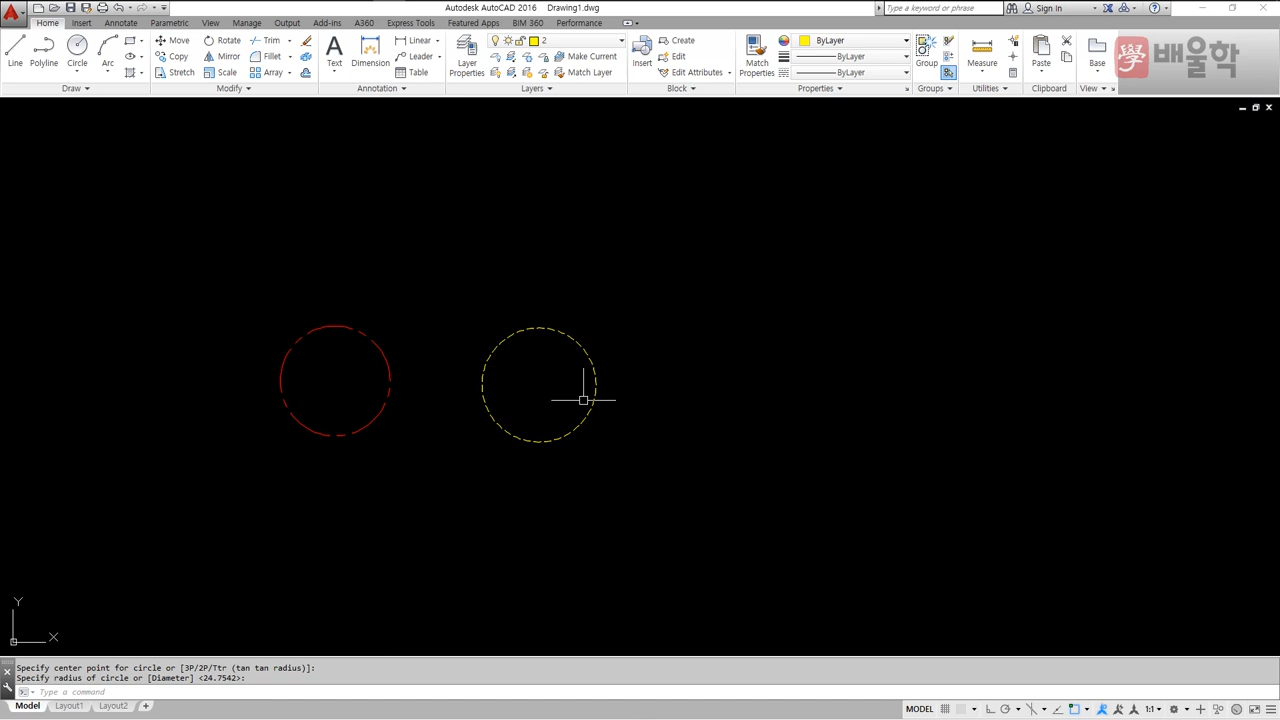 Autodesk AutoCAD 2016 Drawing1.dwg
Type a keyword or phrase
Sign In
Home Insert Annotate Parametric View Manage Output Add-ins A360 Express Tools Featured Apps BIM 360 Performance
Line
Polyline
Circle
Arc
Draw
Move Rotate Trim
Copy Mirror Fillet
Stretch Scale Array
Modify
Text
Dimension
Linear
Leader
Table
Annotation
Layer
Properties
2
Make Current
Match Layer
Layers
Insert
Create
Edit
Edit Attributes
Block
Match
Properties
ByLayer
ByLayer
ByLayer
Properties
Group
Groups
Measure
Utilities
Paste
Clipboard
Base
View
學 배울학
Y
X
Specify center point for circle or [3P/2P/Ttr (tan tan radius)]:
Specify radius of circle or [Diameter] <24.7542>:
Type a command
Model Layout1 Layout2
MODEL
1:1